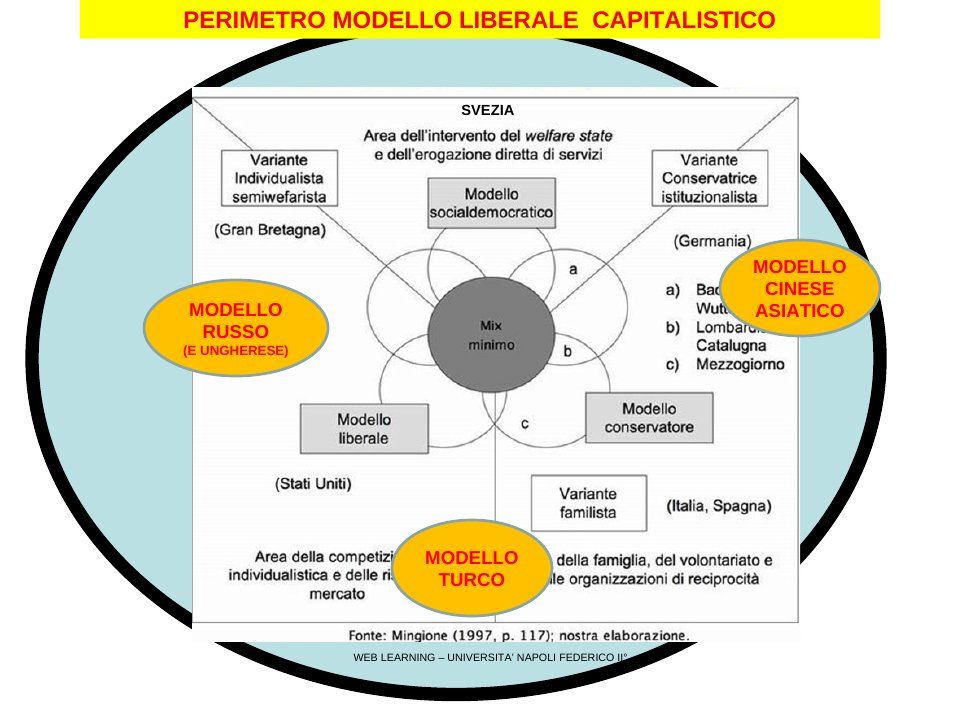 PERIMETRO MODELLO LIBERALE CAPITALISTICO
SVEZIA
Area dell'intervento del welfare state
e dell'erogazione diretta di servizi
Variante
Individualista
semiwefarista
(Gran Bretagna)
Modello
socialdemocratico
Variante
Conservatrice
istituzionalista
(Germania)
MODELLO
CINESE
ASIATICO
MODELLO
RUSSO
(E UNGHERESE)
a
b
c
Mix
minimo
a)
b)
Catalugna
c) Mezzogiorno
Modello
liberale
(Stati Uniti)
Modello
conservatore
Variante
familista
(Italia, Spagna)
Area della
individualistica e delle
mercato
MODELLO
TURCO
della famiglia, del volontariato e
organizzazioni di reciprocità
Fonte: Mingione (1997, p. 117); nostra elaborazione.
WEB LEARNING – UNIVERSITA' NAPOLI FEDERICO II°